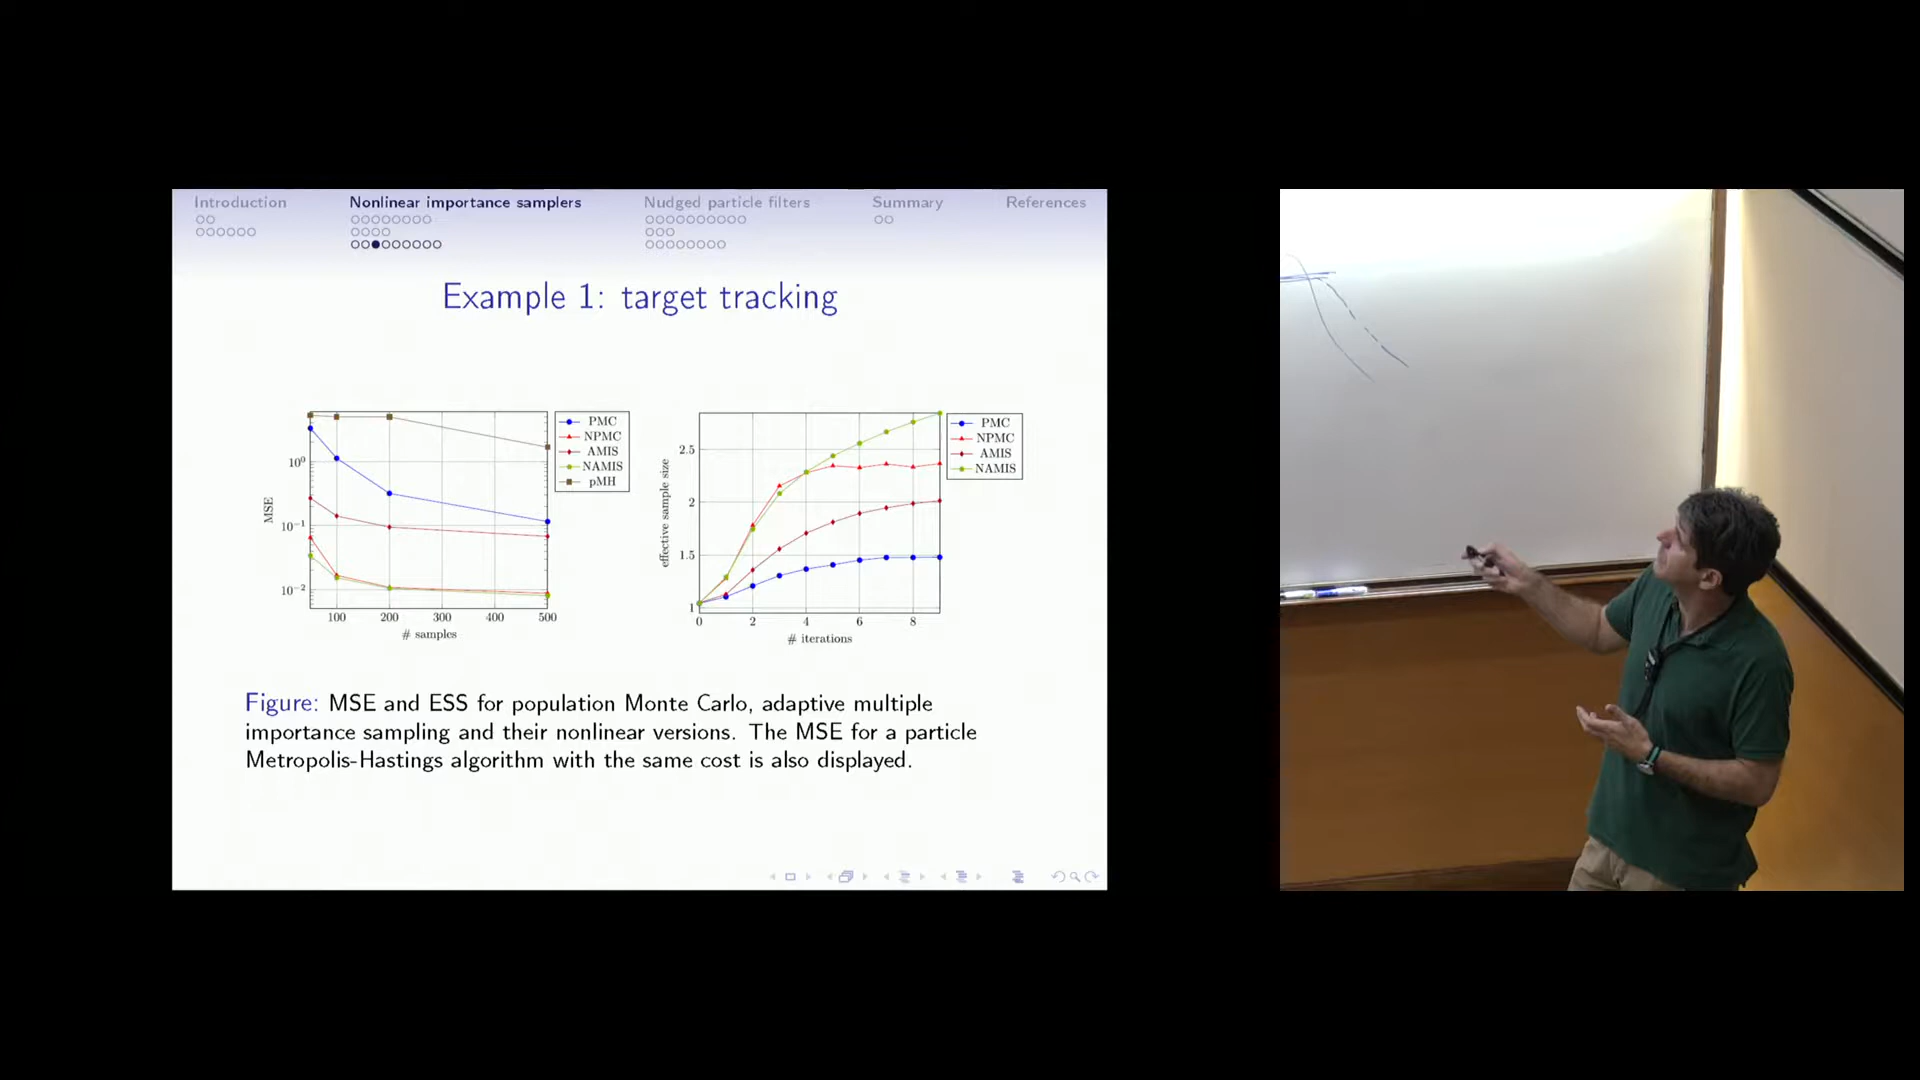 Introduction
Nonlinear importance samplers
Nudged particle filters
Summary
References
Example 1: target tracking
MSE
10⁰
10⁻¹
10⁻²
100 200 300 400 500
# samples
PMC
NPMC
AMIS
NAMIS
pMH
effective sample size
2.5
2
1.5
1
0 2 4 6 8
# iterations
PMC
NPMC
AMIS
NAMIS
Figure: MSE and ESS for population Monte Carlo, adaptive multiple
importance sampling and their nonlinear versions. The MSE for a particle
Metropolis-Hastings algorithm with the same cost is also displayed.